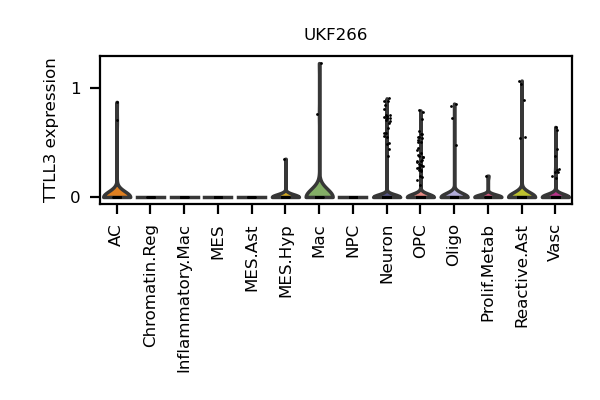 UKF266
TTLL3 expression
1
0
AC
Chromatin.Reg
Inflammatory.Mac
MES
MES.Ast
MES.Hyp
Mac
NPC
Neuron
OPC
Oligo
Prolif.Metab
Reactive.Ast
Vasc